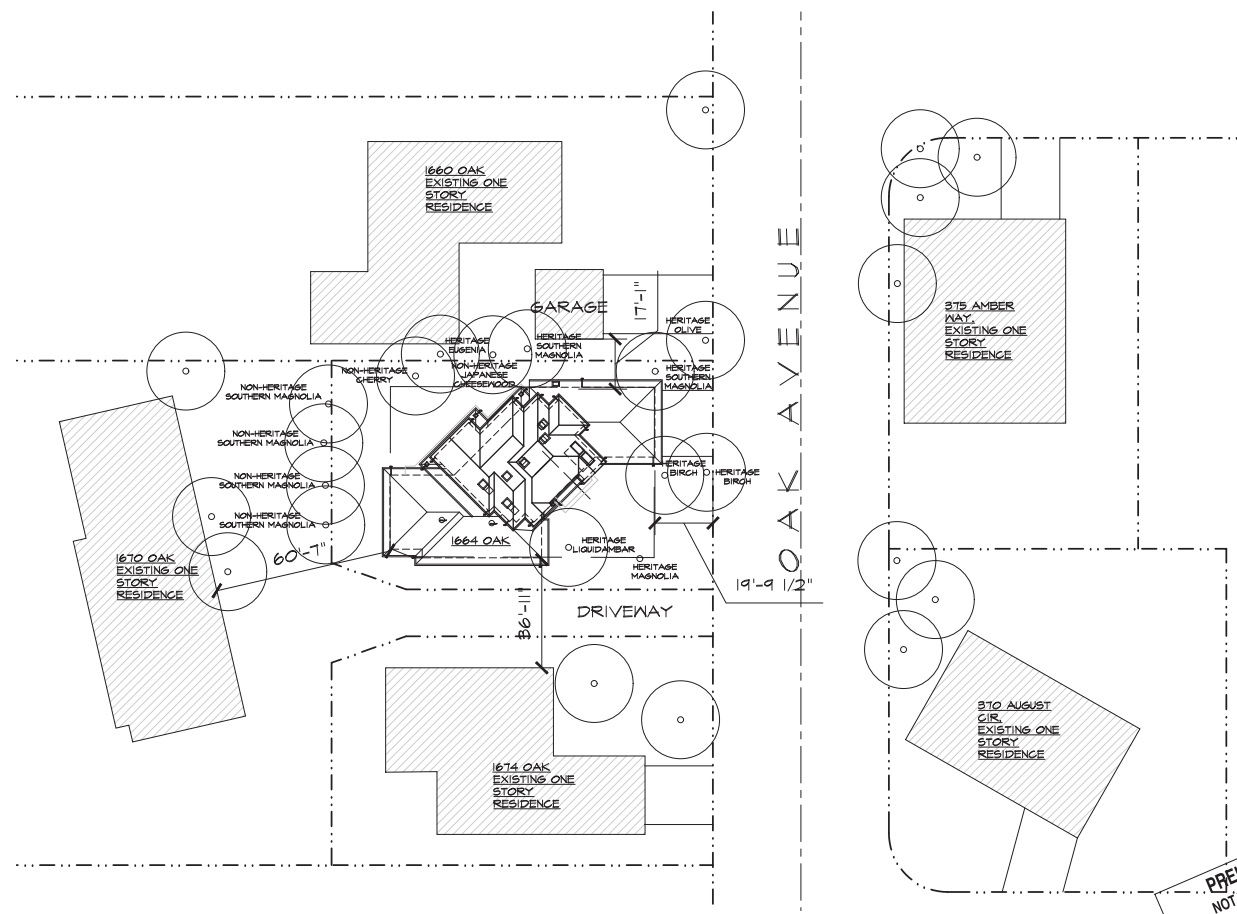 1660 OAK
EXISTING ONE
STORY
RESIDENCE
GARAGE
17'-1"
HERITAGE
OLIVE
HERITAGE
EUGENIA
HERITAGE
SOUTHERN
MAGNOLIA
NON-HERITAGE
CHERRY
NON-HERITAGE
JAPANESE
CHEESEWOOD
HERITAGE
SOUTHERN
MAGNOLIA
NON-HERITAGE
SOUTHERN MAGNOLIA
NON-HERITAGE
SOUTHERN MAGNOLIA
NON-HERITAGE
SOUTHERN MAGNOLIA
NON-HERITAGE
SOUTHERN MAGNOLIA
HERITAGE
BIRCH
HERITAGE
BIRCH
1664 OAK
HERITAGE
LIQUIDAMBAR
HERITAGE
MAGNOLIA
60'-7"
1670 OAK
EXISTING ONE
STORY
RESIDENCE
36'-11"
DRIVEWAY
19'-9 1/2"
OAK AVENUE
1674 OAK
EXISTING ONE
STORY
RESIDENCE
375 AMBER
WAY,
EXISTING ONE
STORY
RESIDENCE
370 AUGUST
CIR,
EXISTING ONE
STORY
RESIDENCE
NOT